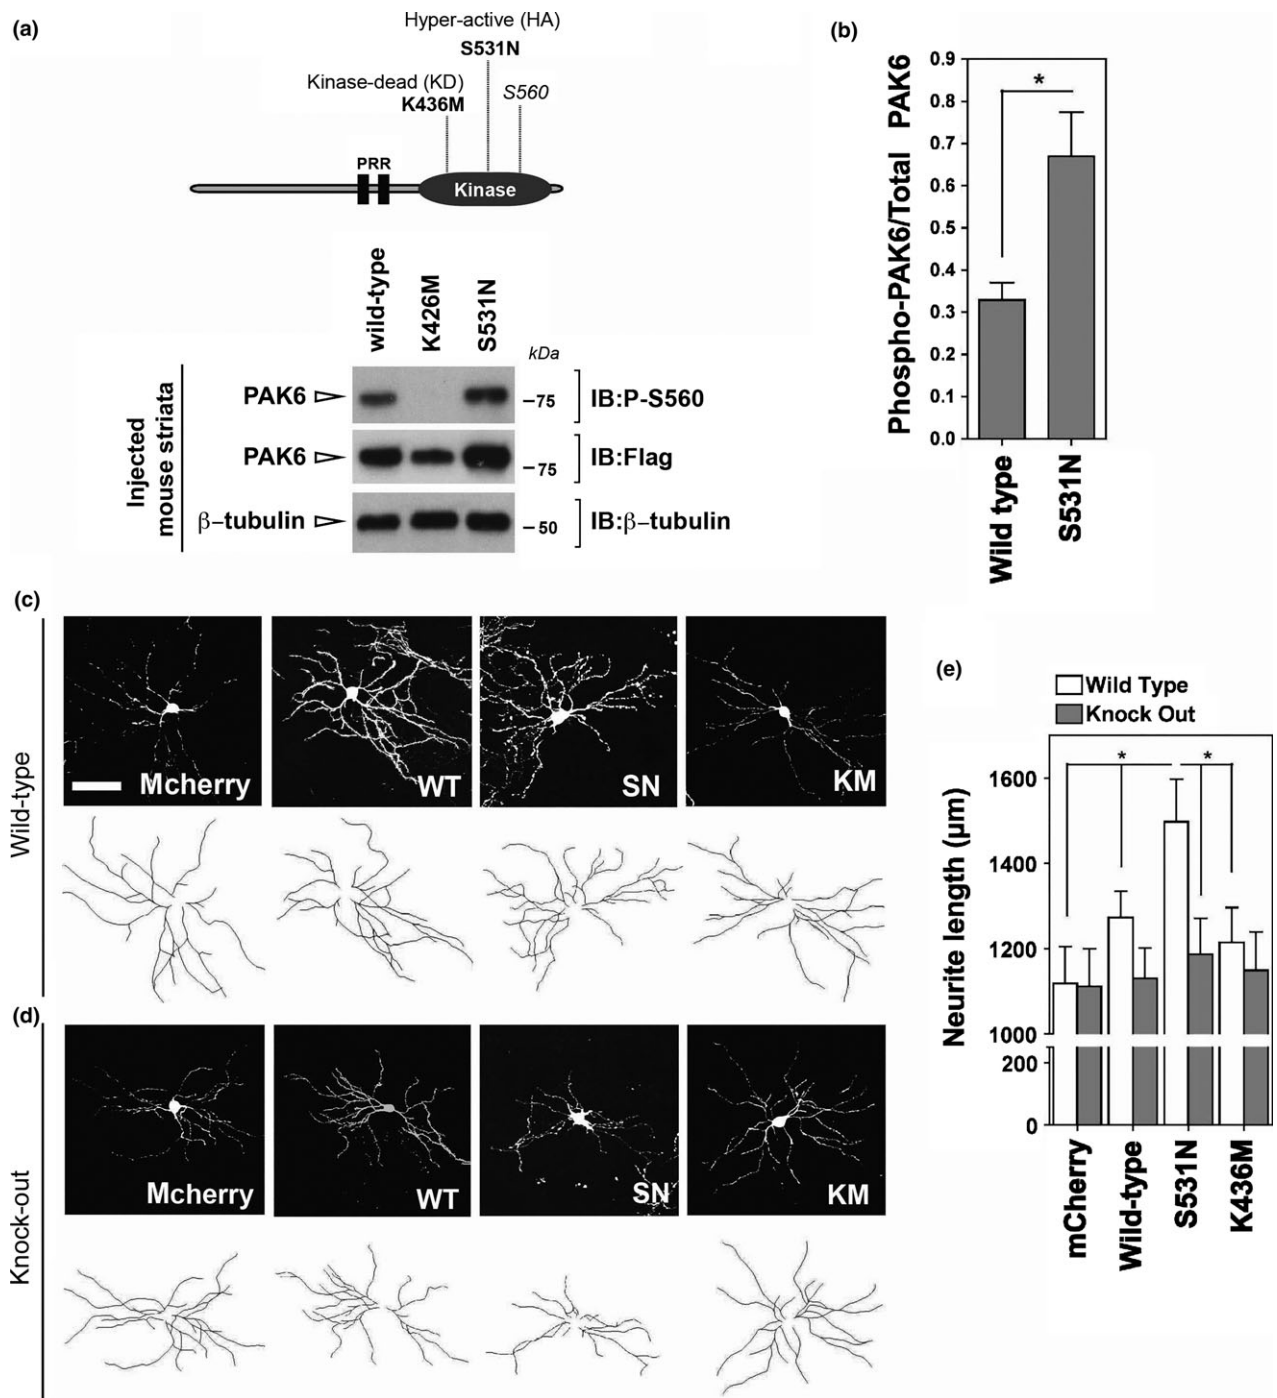 (a)
Hyper-active (HA)
S531N
Kinase-dead (KD)
K436M
S560
PRR
Kinase
wild-type
K426M
S531N
kDa
Injected
mouse striata
PAK6
–75
IB:P-S560
PAK6
–75
IB:Flag
β–tubulin
–50
IB:β–tubulin
(b)
Phospho-PAK6/Total PAK6
0.9
0.8
0.7
0.6
0.5
0.4
0.3
0.2
0.1
0.0
*
Wild type
S531N
(c)
Wild-type
Mcherry
WT
SN
KM
(d)
Knock-out
Mcherry
WT
SN
KM
(e)
Wild Type
Knock Out
Neurite length (µm)
1600
1400
1200
1000
200
0
*
*
mCherry
Wild-type
S531N
K436M